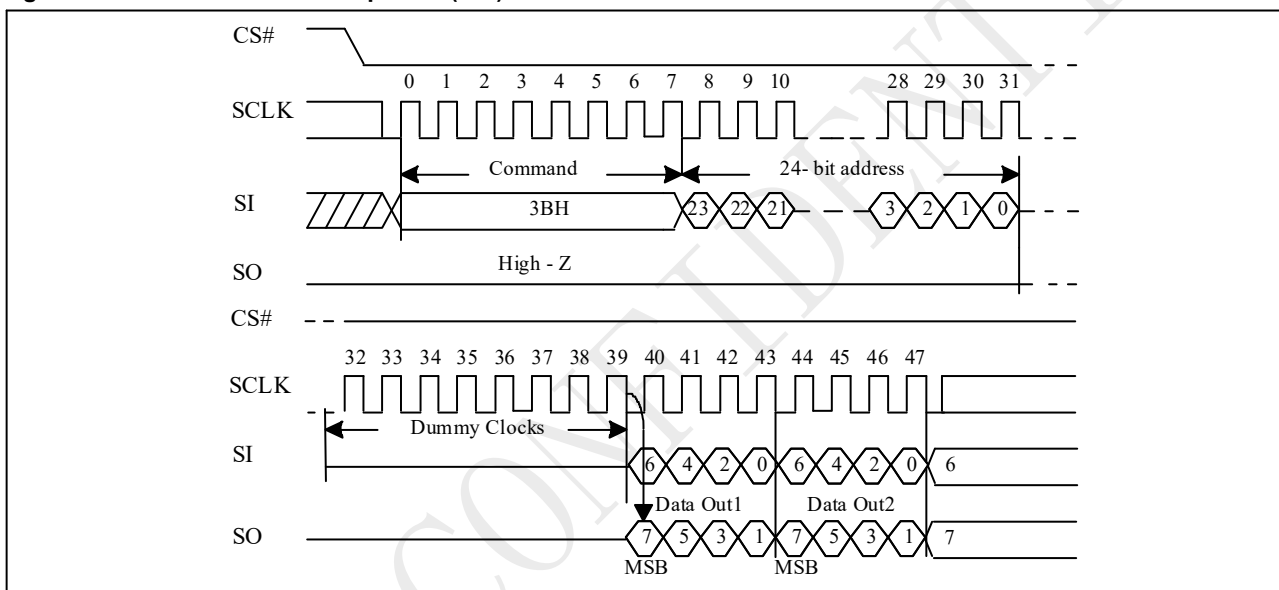 CS#
0 1 2 3 4 5 6 7 8 9 10 28 29 30 31
SCLK
Command 24- bit address
SI 3BH 23 22 21 3 2 1 0
High - Z
SO
CS#
32 33 34 35 36 37 38 39 40 41 42 43 44 45 46 47
SCLK
Dummy Clocks
SI 6 4 2 0 6 4 2 0 6
Data Out1 Data Out2
SO 7 5 3 1 7 5 3 1 7
MSB MSB
CONFIDENT